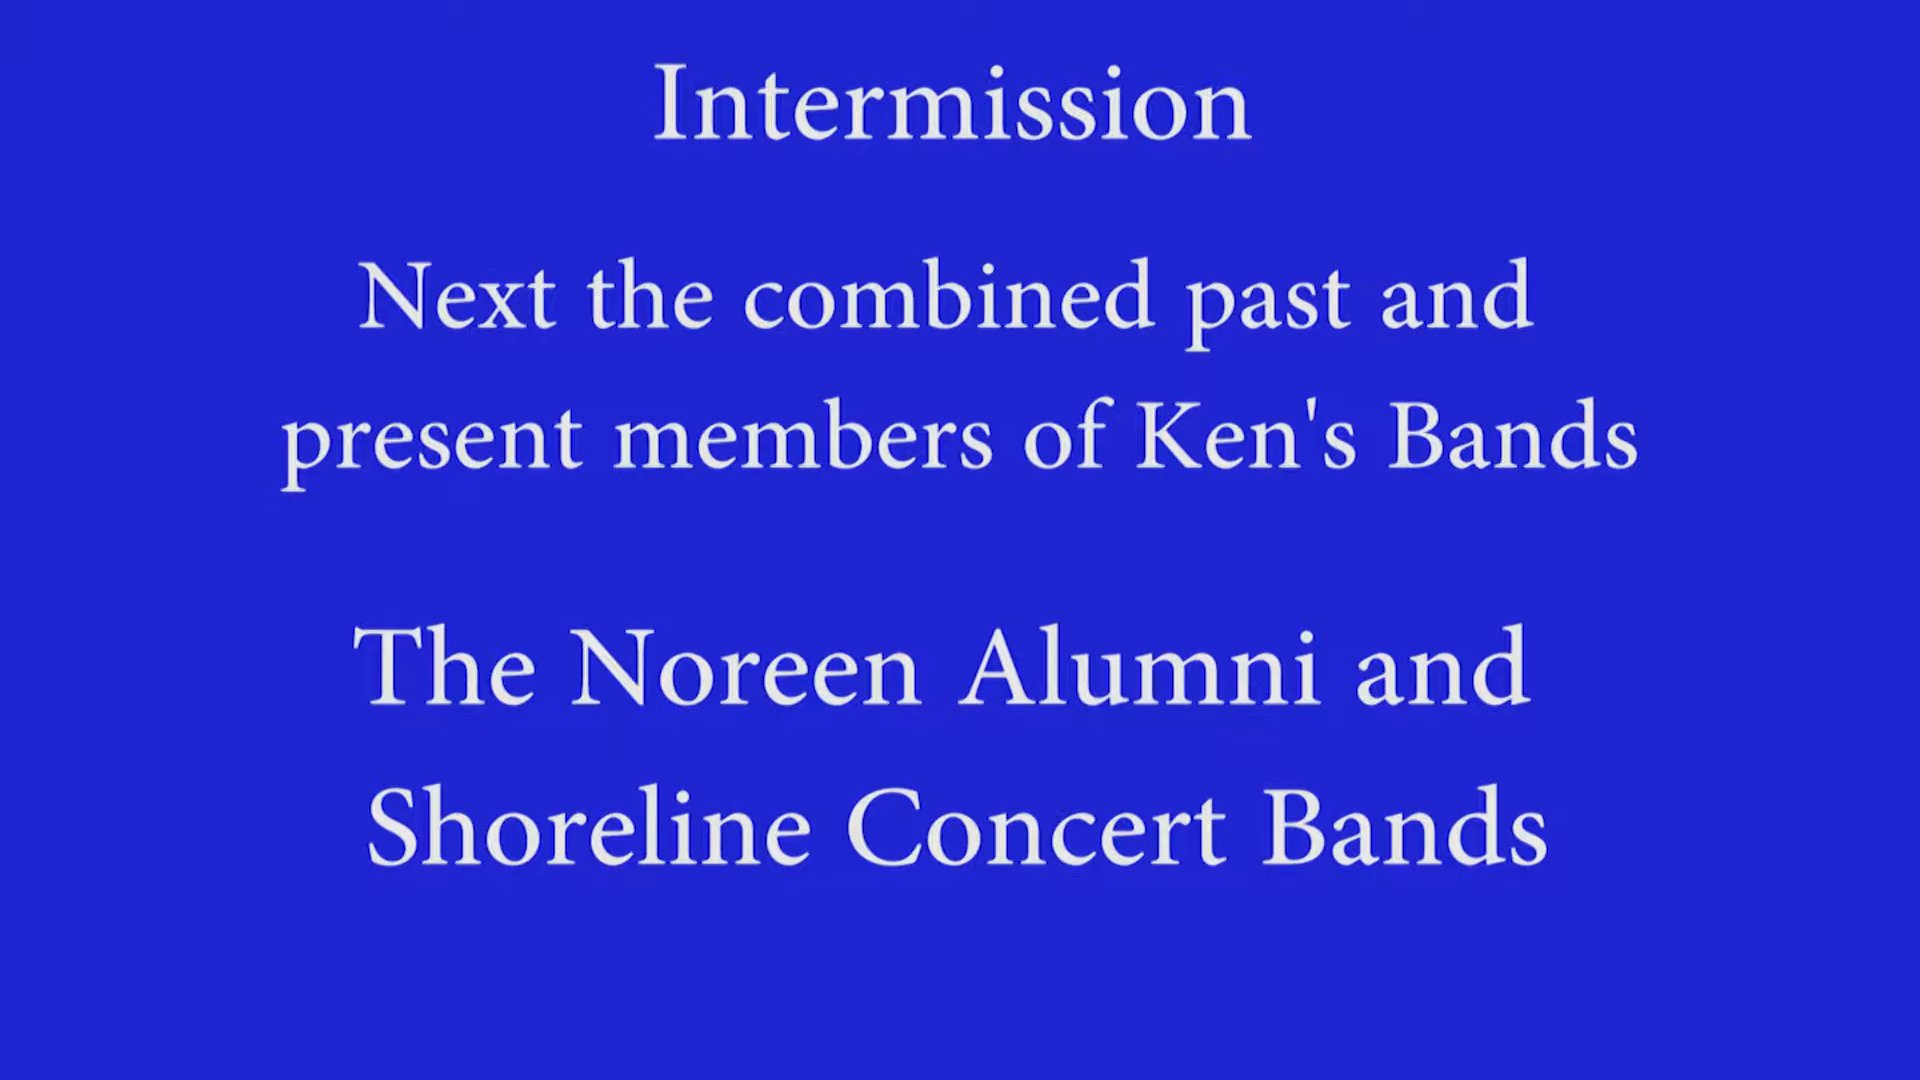 Intermission
Next the combined past and
present members of Ken's Bands
The Noreen Alumni and
Shoreline Concert Bands